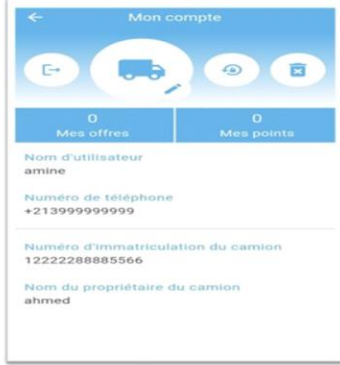 Mon compte
0
Mes offres
0
Mes points
Nom d'utilisateur
amine
Numéro de téléphone
+213999999999
Numéro d'immatriculation du camion
12222288885566
Nom du propriétaire du camion
ahmed